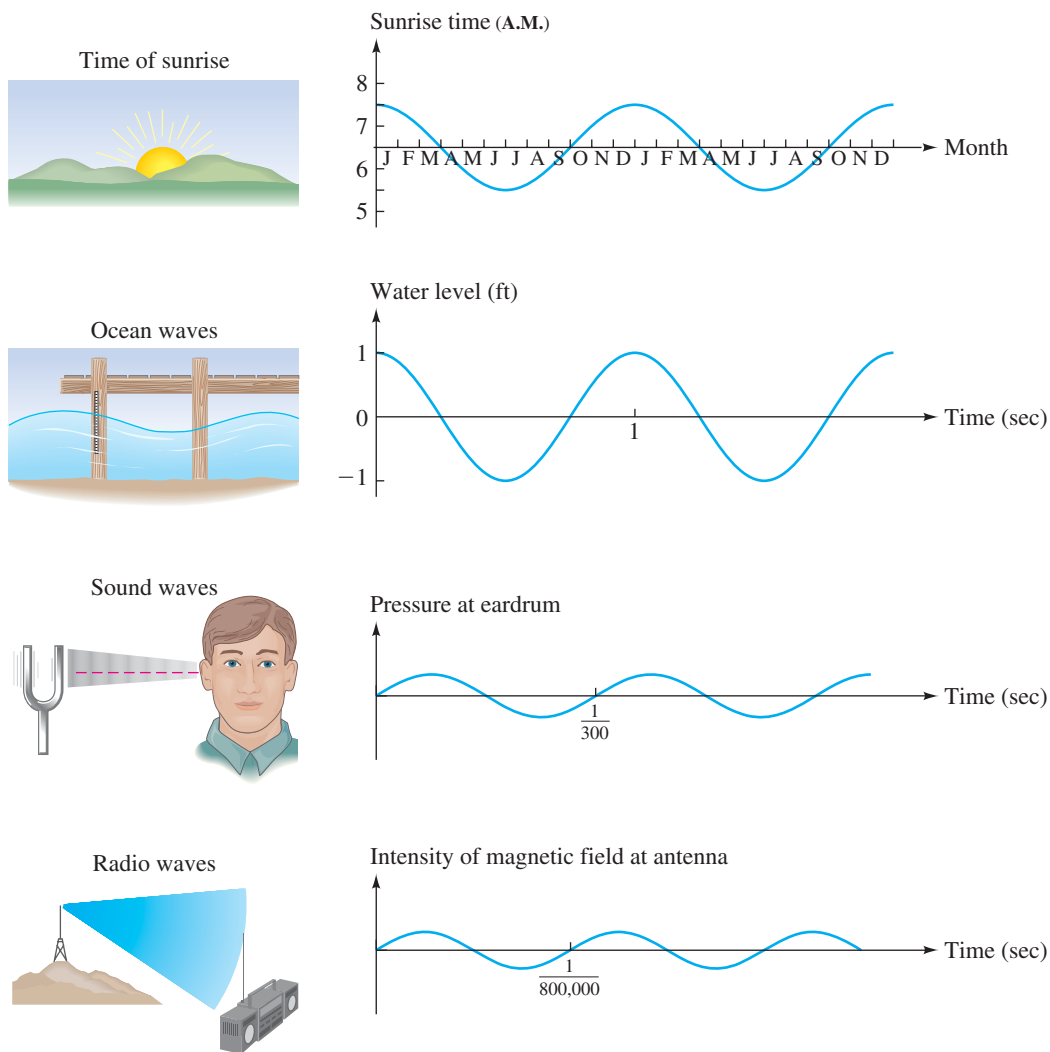 Sunrise time (A.M.)
Time of sunrise
8
7
6
5
J F M A M J J A S O N D J F M A M J J A S O N D
Month
Water level (ft)
Ocean waves
1
0
−1
1
Time (sec)
Sound waves
Pressure at eardrum
1
300
Time (sec)
Radio waves
Intensity of magnetic field at antenna
1
800,000
Time (sec)